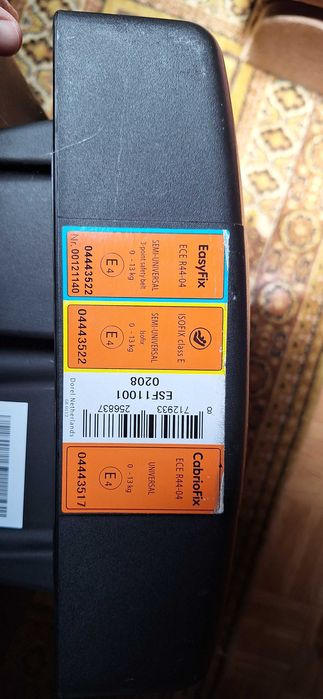 EasyFix
ECE R44-04
SEMI-UNIVERSAL
3-point safety belt
0 - 13 kg
E4
04443522
Nr. 00121140
ISOFIX class E
SEMI-UNIVERSAL
Isofix
0 - 13 kg
E4
04443522
8 712933 256837
ESF11001
0208
Dorel Netherlands
CabrioFix
ECE R44-04
UNIVERSAL
0 - 13 kg
E4
04443517